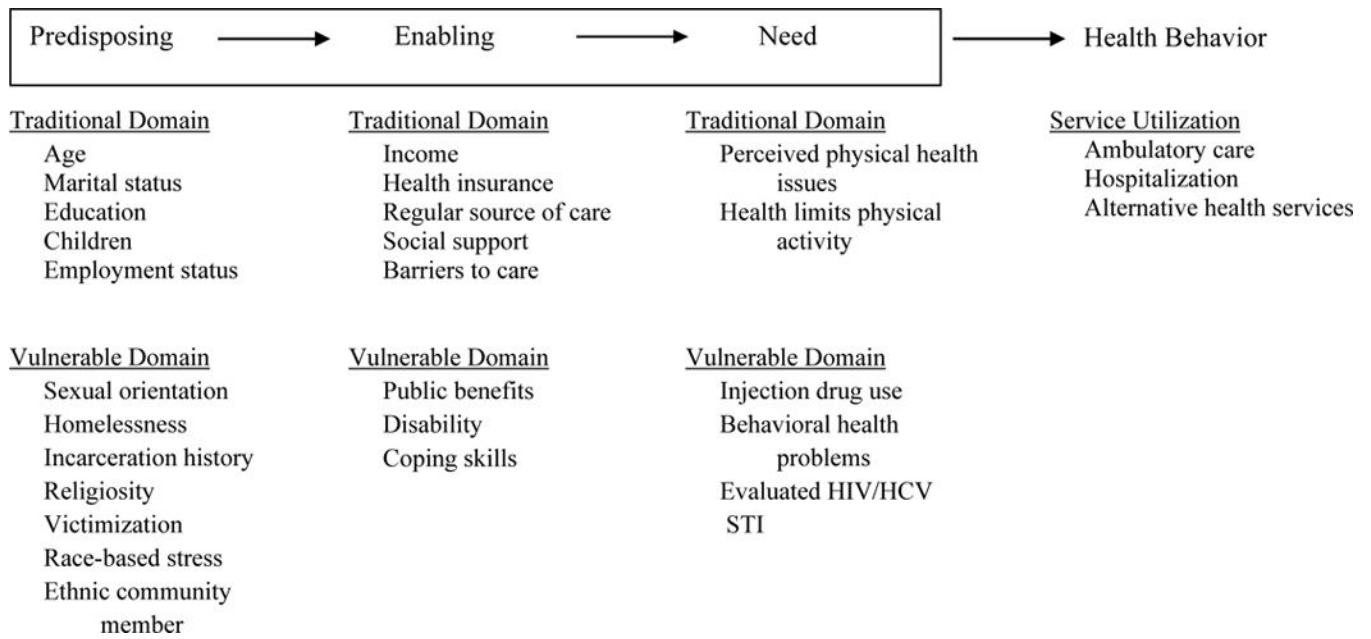 Predisposing Enabling Need Health Behavior
Traditional Domain
Age
Marital status
Education
Children
Employment status
Traditional Domain
Income
Health insurance
Regular source of care
Social support
Barriers to care
Traditional Domain
Perceived physical health
issues
Health limits physical
activity
Service Utilization
Ambulatory care
Hospitalization
Alternative health services
Vulnerable Domain
Sexual orientation
Homelessness
Incarceration history
Religiosity
Victimization
Race-based stress
Ethnic community
member
Vulnerable Domain
Public benefits
Disability
Coping skills
Vulnerable Domain
Injection drug use
Behavioral health
problems
Evaluated HIV/HCV
STI